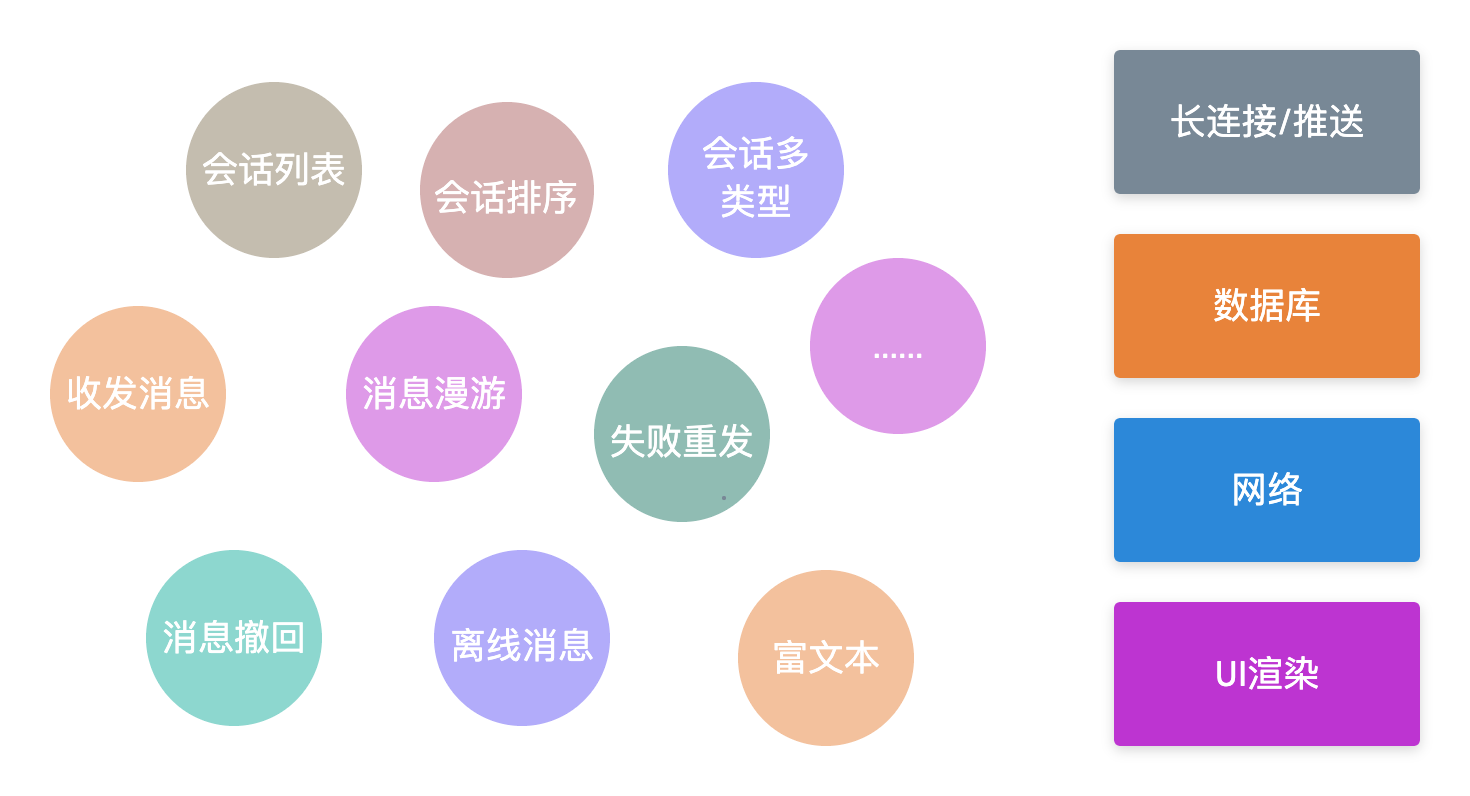 会话列表
会话排序
会话多
类型
......
收发消息
消息漫游
失败重发
消息撤回
离线消息
富文本
长连接/推送
数据库
网络
UI渲染